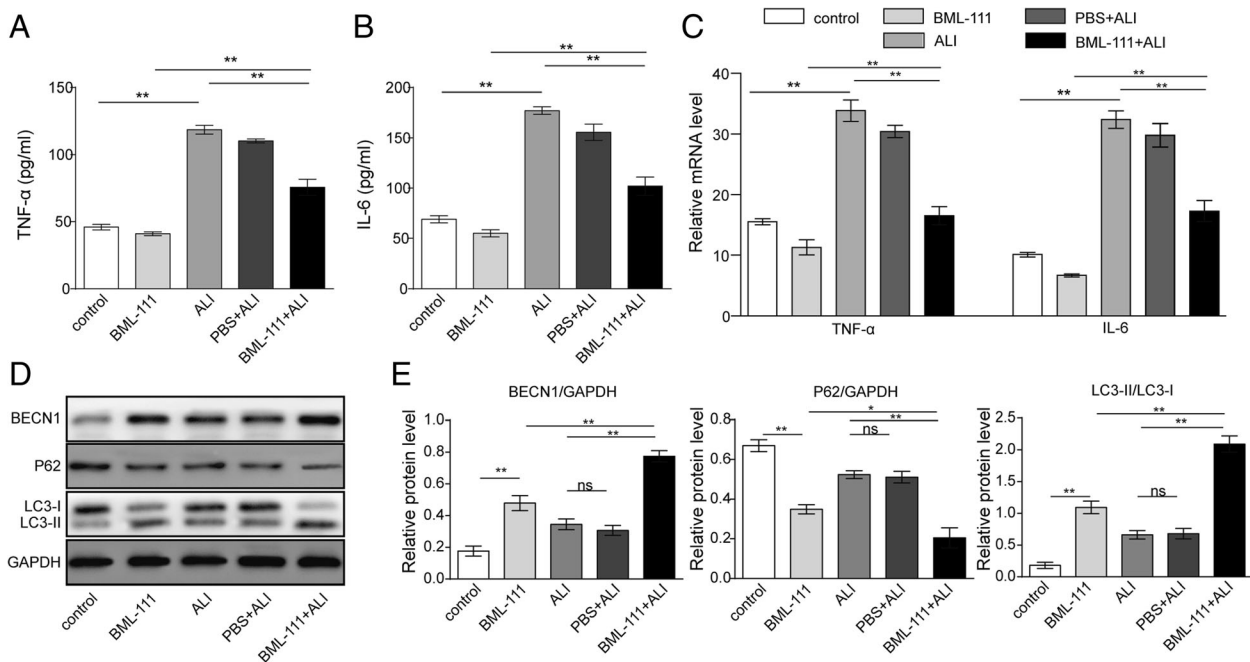 A
TNF-α (pg/ml)
150
100
50
0
**
**
**
control
BML-111
ALI
PBS+ALI
BML-111+ALI
B
IL-6 (pg/ml)
200
150
100
50
0
**
**
**
control
BML-111
ALI
PBS+ALI
BML-111+ALI
C
control
BML-111
ALI
PBS+ALI
BML-111+ALI
Relative mRNA level
40
30
20
10
0
**
**
**
**
**
**
TNF-α
IL-6
D
BECN1
P62
LC3-I
LC3-II
GAPDH
control
BML-111
ALI
PBS+ALI
BML-111+ALI
E
BECN1/GAPDH
Relative protein level
1.0
0.8
0.6
0.4
0.2
0.0
**
**
**
ns
control
BML-111
ALI
PBS+ALI
BML-111+ALI
P62/GAPDH
Relative protein level
0.8
0.6
0.4
0.2
0.0
*
**
**
ns
control
BML-111
ALI
PBS+ALI
BML-111+ALI
LC3-II/LC3-I
Relative protein level
2.5
2.0
1.5
1.0
0.5
0.0
**
**
**
ns
control
BML-111
ALI
PBS+ALI
BML-111+ALI